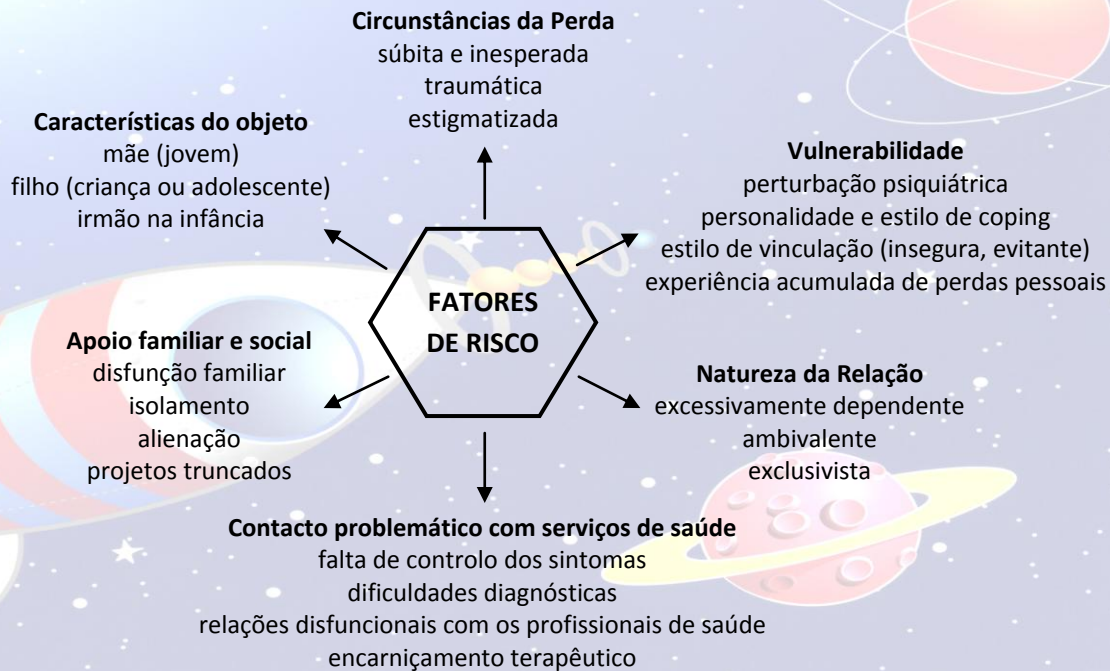 Circunstâncias da Perda
súbita e inesperada
traumática
estigmatizada
Características do objeto
mãe (jovem)
filho (criança ou adolescente)
irmão na infância
Vulnerabilidade
perturbação psiquiátrica
personalidade e estilo de coping
estilo de vinculação (insegura, evitante)
experiência acumulada de perdas pessoais
FATORES
DE RISCO
Apoio familiar e social
disfunção familiar
isolamento
alienação
projetos truncados
Natureza da Relação
excessivamente dependente
ambivalente
exclusivista
Contacto problemático com serviços de saúde
falta de controlo dos sintomas
dificuldades diagnósticas
relações disfuncionais com os profissionais de saúde
encarniçamento terapêutico